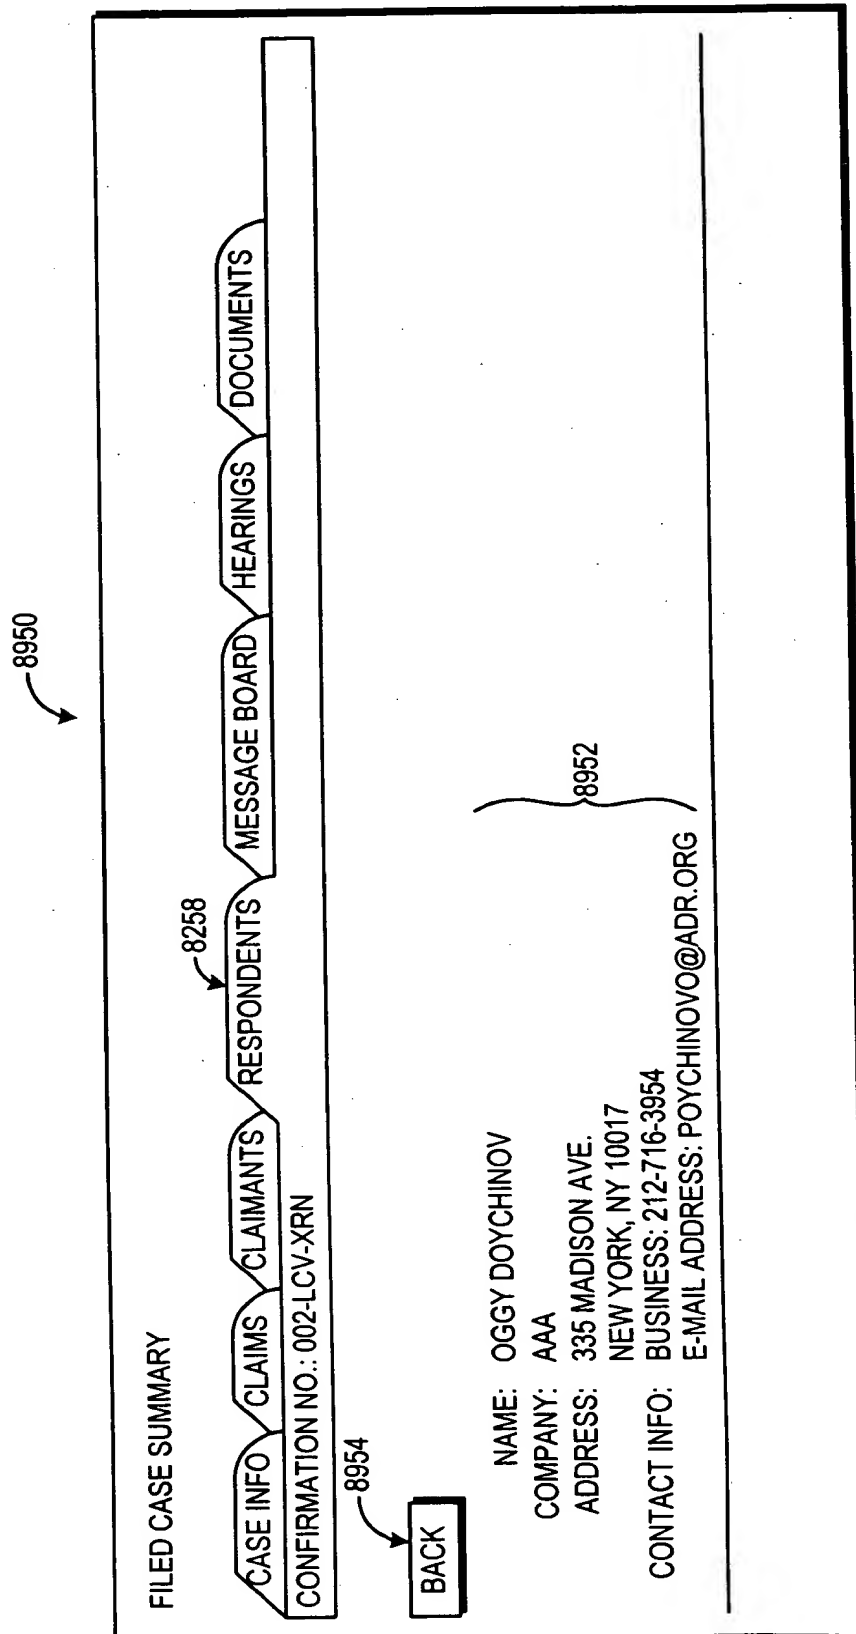 8950
FILED CASE SUMMARY
8258
CASE INFO CLAIMS CLAIMANTS RESPONDENTS MESSAGE BOARD HEARINGS DOCUMENTS
CONFIRMATION NO.: 002-LCV-XRN
8954
BACK
NAME: OGGY DOYCHINOV
COMPANY: AAA
ADDRESS: 335 MADISON AVE.
NEW YORK, NY 10017
CONTACT INFO: BUSINESS: 212-716-3954
E-MAIL ADDRESS: POYCHINOVO@ADR.ORG
8952